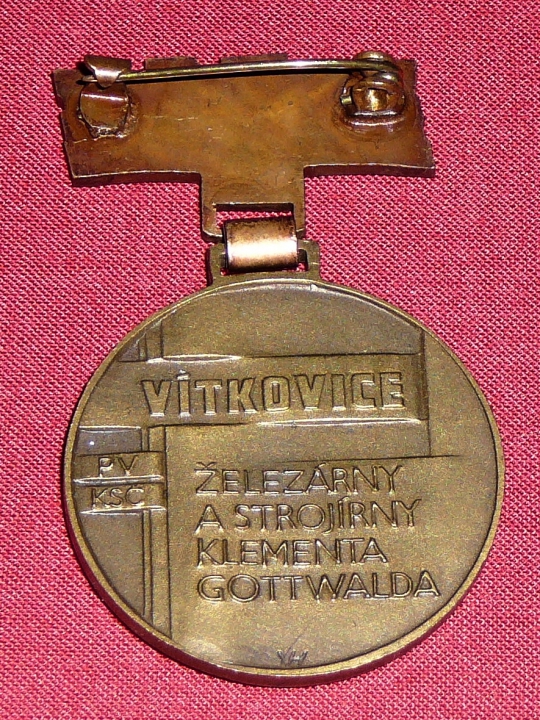 VÍTKOVICE
PV
KSČ
ŽELEZÁRNY
A STROJÍRNY
KLEMENTA
GOTTWALDA